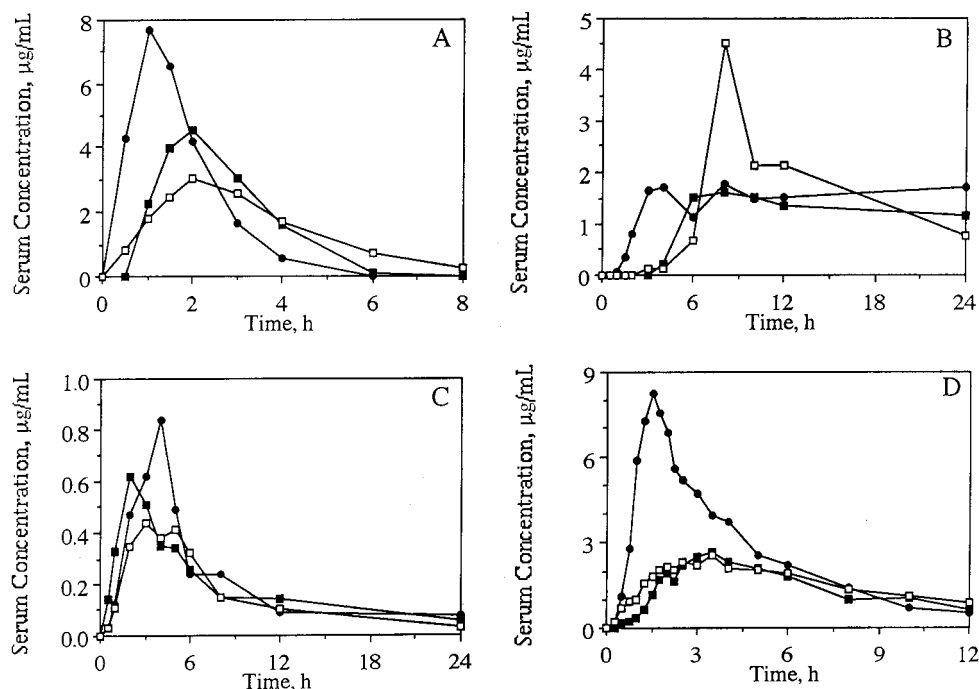 A
Serum Concentration, µg/mL
8
6
4
2
0
0 2 4 6 8
Time, h
B
Serum Concentration, µg/mL
5
4
3
2
1
0
0 6 12 18 24
Time, h
C
Serum Concentration, µg/mL
1.0
0.8
0.6
0.4
0.2
0.0
0 6 12 18 24
Time, h
D
Serum Concentration, µg/mL
9
6
3
0
0 3 6 9 12
Time, h